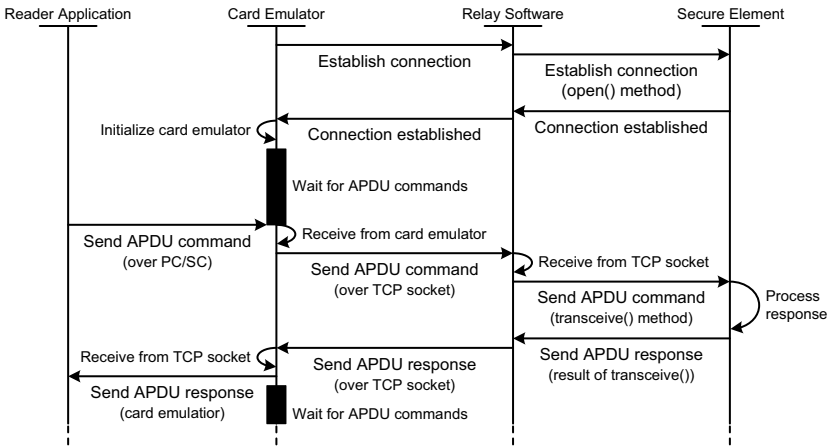 Reader Application
Card Emulator
Relay Software
Secure Element
Establish connection
Establish connection
(open() method)
Initialize card emulator
Connection established
Connection established
Wait for APDU commands
Send APDU command
(over PC/SC)
Receive from card emulator
Send APDU command
(over TCP socket)
Receive from TCP socket
Send APDU command
(transceive() method)
Process
response
Send APDU response
(result of transceive())
Receive from TCP socket
Send APDU response
(over TCP socket)
Send APDU response
(card emulatior)
Wait for APDU commands